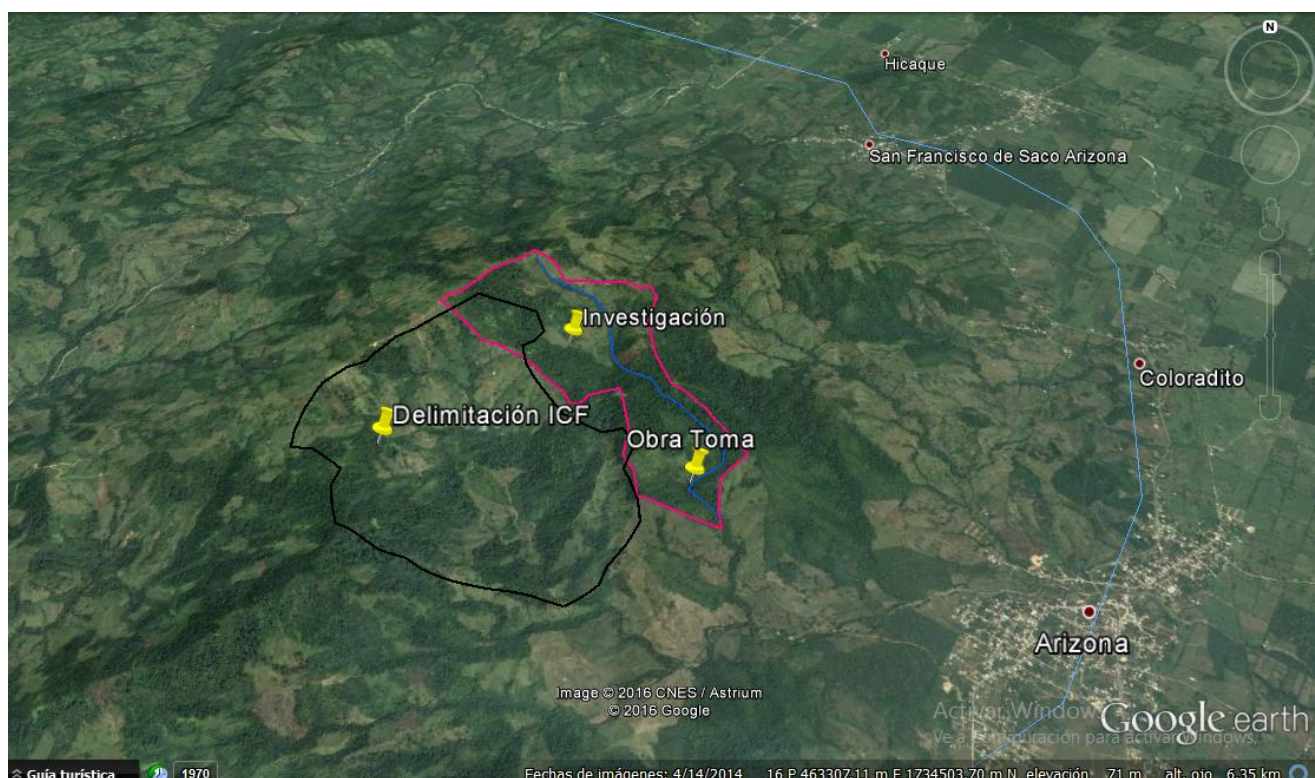 N
Hicaque
San Francisco de Saco Arizona
Investigación
Coloradito
Delimitación ICF
Obra Toma
Arizona
Image © 2016 CNES / Astrium
© 2016 Google
Activar Windows
Google earth
Ve a Configuración para activar Windows.
Guía turística
1970
Fechas de imágenes: 4/14/2014 16 P 463307.11 m E 1734503.70 m N elevación 71 m alt. ojo 6.35 km